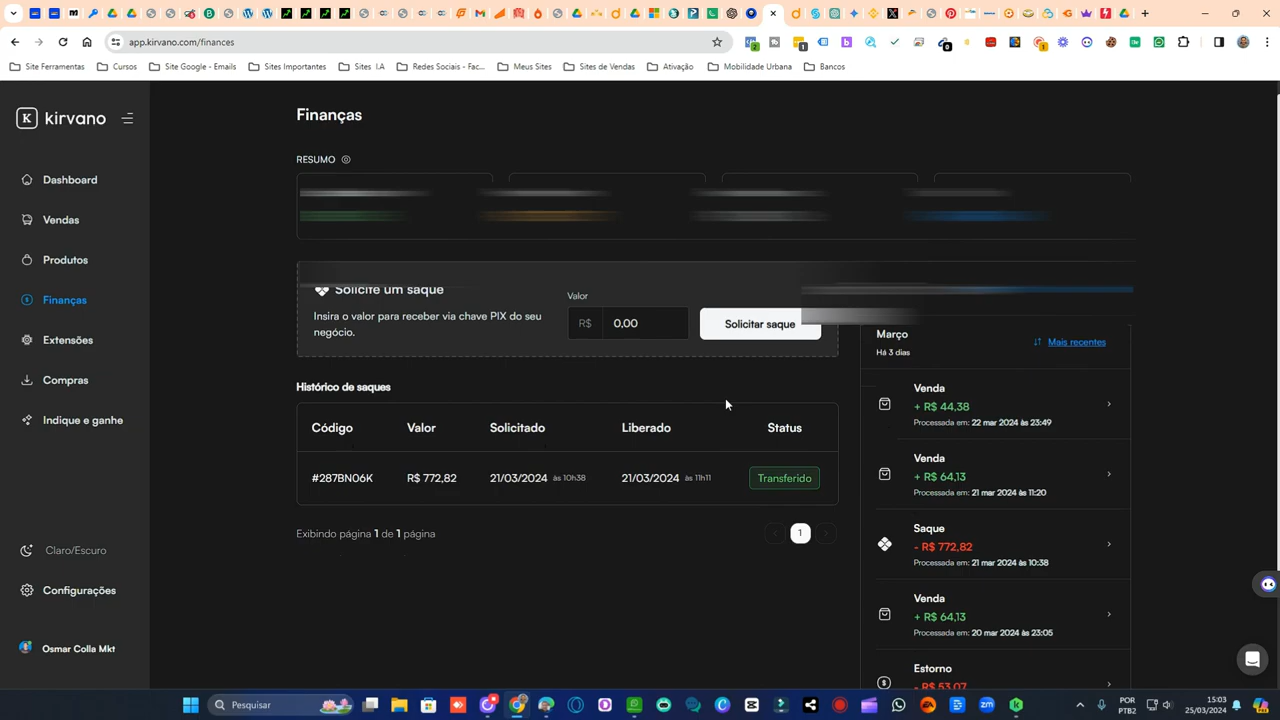 app.kirvano.com/finances
Site Ferramentas
Cursos
Site Google - Emails
Sites Importantes
Sites I.A
Redes Sociais - Fac...
Meus Sites
Sites de Vendas
Ativação
Mobilidade Urbana
Bancos
kirvano
Dashboard
Vendas
Produtos
Finanças
Extensões
Compras
Indique e ganhe
Claro/Escuro
Configurações
Osmar Colla Mkt
Finanças
RESUMO
Solicite um saque
Insira o valor para receber via chave PIX do seu
negócio.
Valor
R$ 0,00
Solicitar saque
Histórico de saques
Código Valor Solicitado Liberado Status
#287BN06K R$ 772,82 21/03/2024 às 10h38 21/03/2024 às 11h11 Transferido
Exibindo página 1 de 1 página
1
Março
Há 3 dias
Mais recentes
Venda
+ R$ 44,38
Processada em: 22 mar 2024 às 23:49
Venda
+ R$ 64,13
Processada em: 21 mar 2024 às 11:20
Saque
- R$ 772,82
Processada em: 21 mar 2024 às 10:38
Venda
+ R$ 64,13
Processada em: 20 mar 2024 às 23:05
Estorno
- R$ 53,07
Pesquisar
POR
PTB2
15:03
25/03/2024